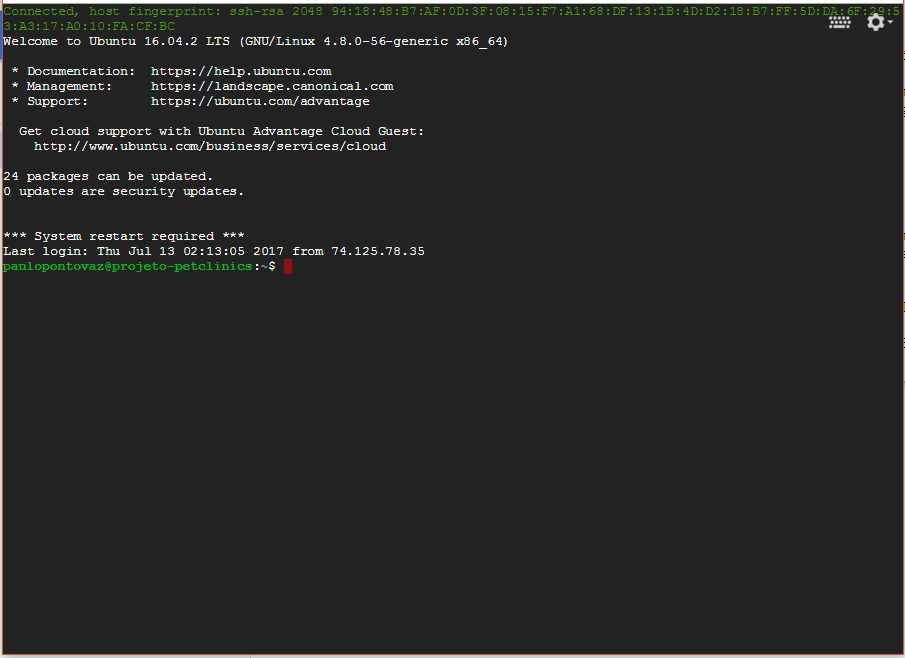 Connected, host fingerprint: ssh-rsa 2048 94:18:48:B7:AF:0D:3F:08:15:F7:A1:68:DF:13:1B:4D:D2:18:B7:FF:5D:DA:6F:29:5
3:A3:17:A0:10:FA:CF:BC
Welcome to Ubuntu 16.04.2 LTS (GNU/Linux 4.8.0-56-generic x86_64)
* Documentation: https://help.ubuntu.com
* Management: https://landscape.canonical.com
* Support: https://ubuntu.com/advantage
Get cloud support with Ubuntu Advantage Cloud Guest:
http://www.ubuntu.com/business/services/cloud
24 packages can be updated.
0 updates are security updates.
*** System restart required ***
Last login: Thu Jul 13 02:13:05 2017 from 74.125.78.35
paulopontovaz@projeto-petclinics:~$